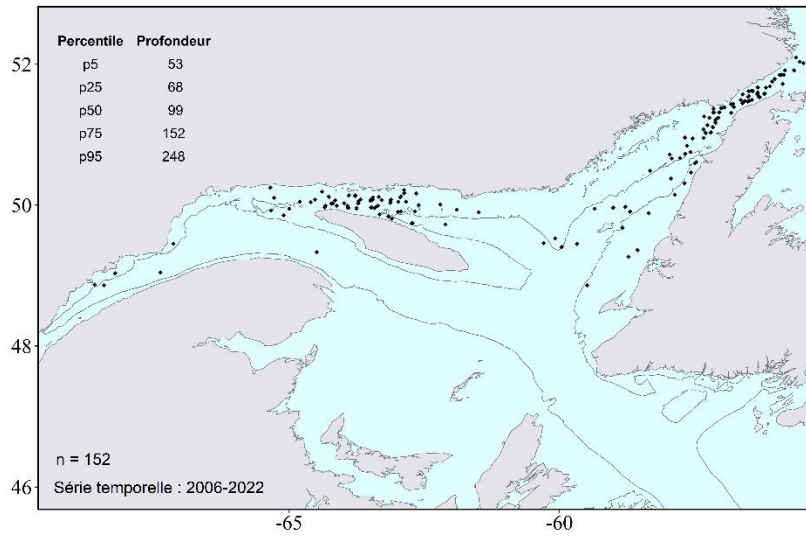 Percentile Profondeur
p5 53
p25 68
p50 99
p75 152
p95 248
52
50
48
46
n = 152
Série temporelle : 2006-2022
-65 -60